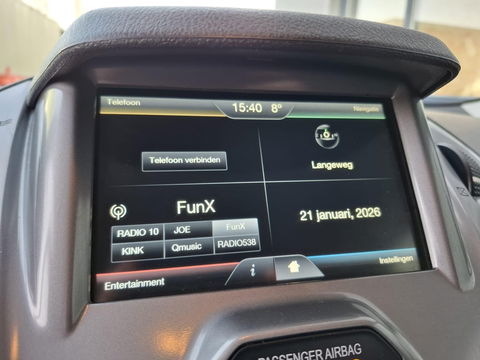 Telefoon
15:40 8°
Navigatie
Telefoon verbinden
Langeweg
FunX
21 januari, 2026
RADIO 10 JOE FunX
KINK Qmusic RADIO538
Entertainment
i
Instellingen
PASSENGER AIRBAG